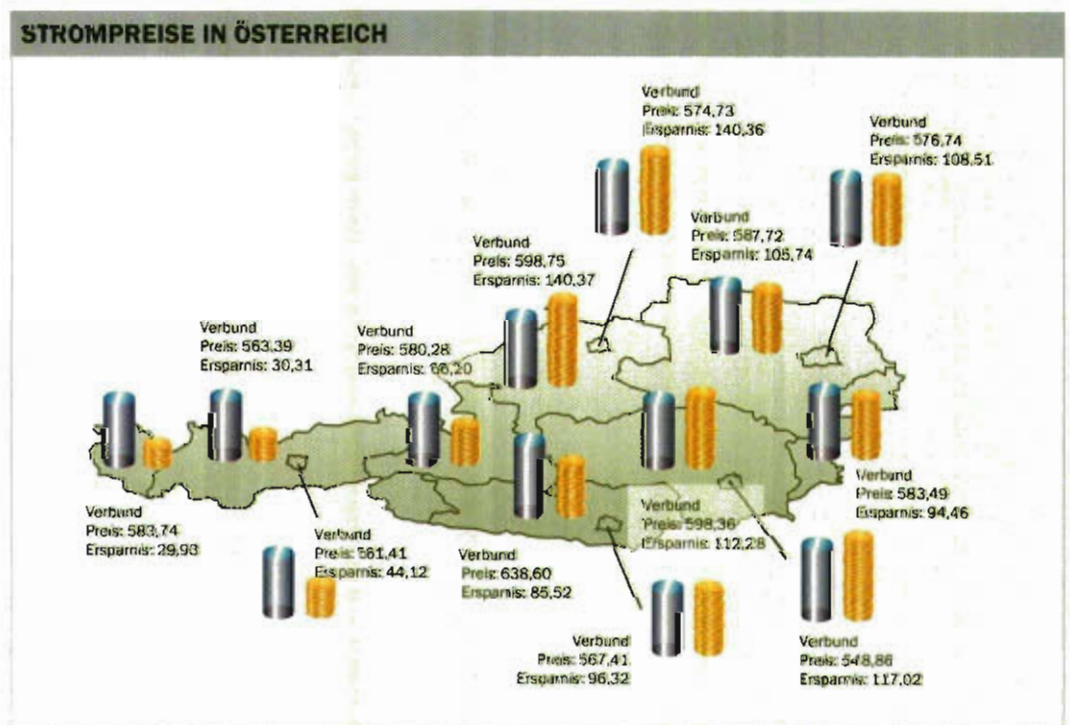 STROMPREISE IN ÖSTERREICH
Verbund
Preis: 574,73
Ersparnis: 140,36
Verbund
Preis: 576,74
Ersparnis: 108,51
Verbund
Preis: 587,72
Ersparnis: 105,74
Verbund
Preis: 598,75
Ersparnis: 140,37
Verbund
Preis: 563,39
Ersparnis: 30,31
Verbund
Preis: 580,28
Ersparnis: 66,20
Verbund
Preis: 583,74
Ersparnis: 29,93
Verbund
Preis: 561,41
Ersparnis: 44,12
Verbund
Preis: 638,60
Ersparnis: 85,52
Verbund
Preis: 598,36
Ersparnis: 112,28
Verbund
Preis: 583,49
Ersparnis: 94,46
Verbund
Preis: 567,41
Ersparnis: 96,32
Verbund
Preis: 548,86
Ersparnis: 117,02